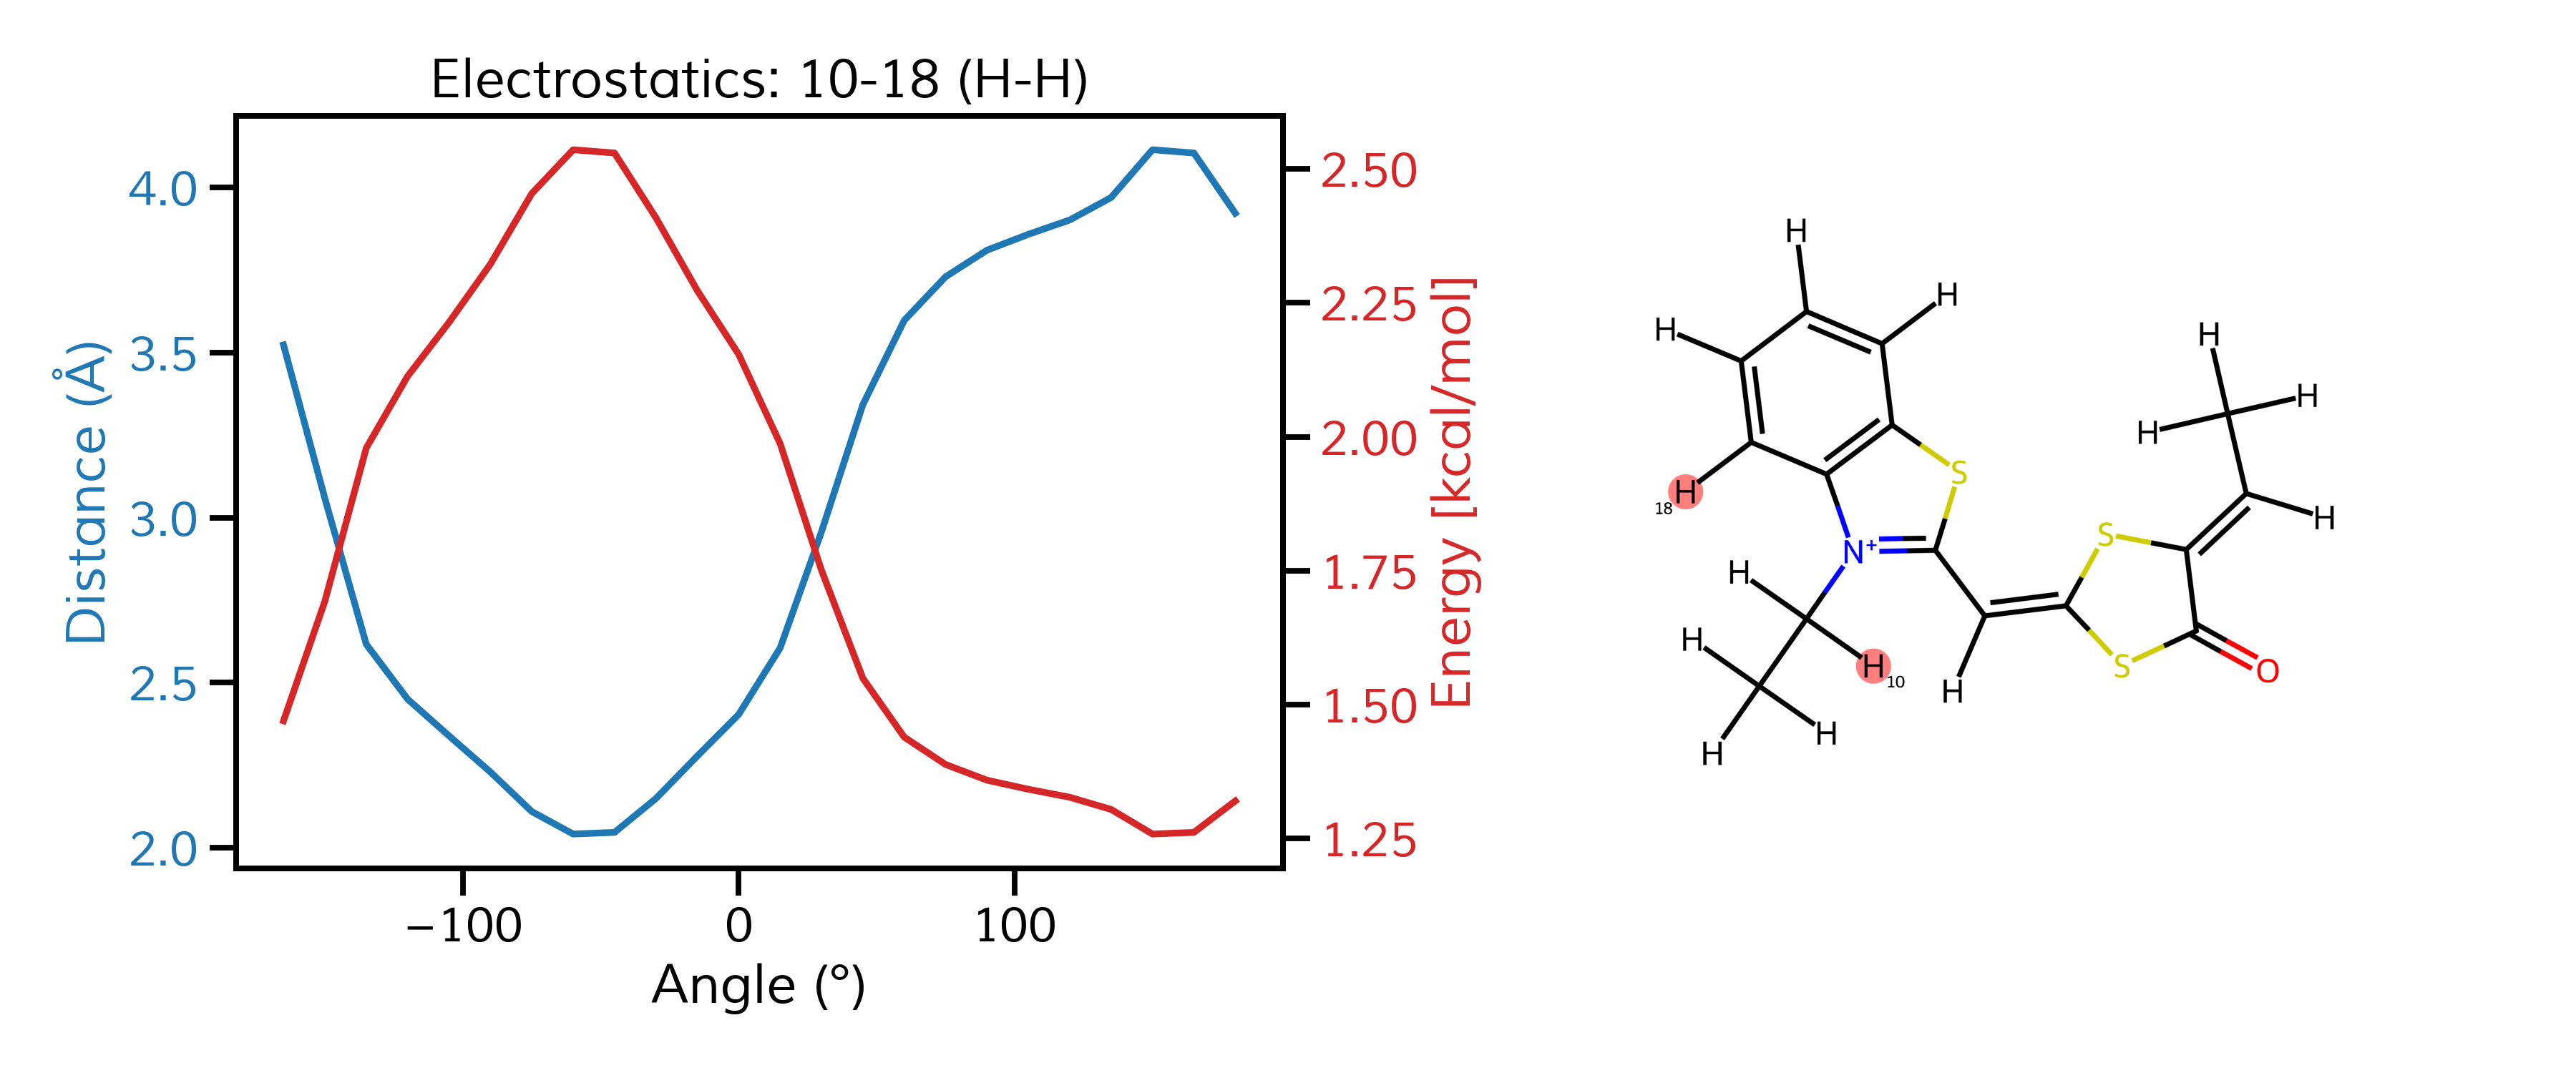 Electrostatics: 10-18 (H-H)
Distance (Å)
4.0
3.5
3.0
2.5
2.0
2.50
2.25
2.00
1.75
1.50
1.25
Energy [kcal/mol]
−100 0 100
Angle (°)
H
H
H
H
H
H
S
H
H
18
H
S
N+
H
H
S
O
H
10
H
H
H